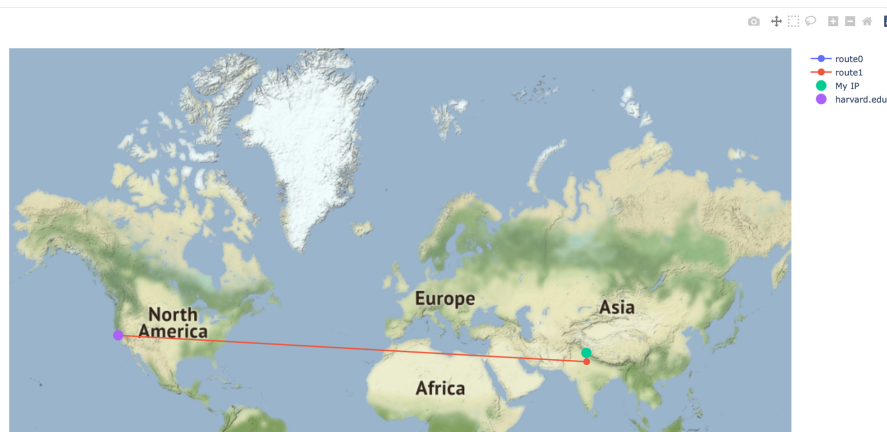 route0
route1
My IP
harvard.edu
North
America
Europe
Asia
Africa